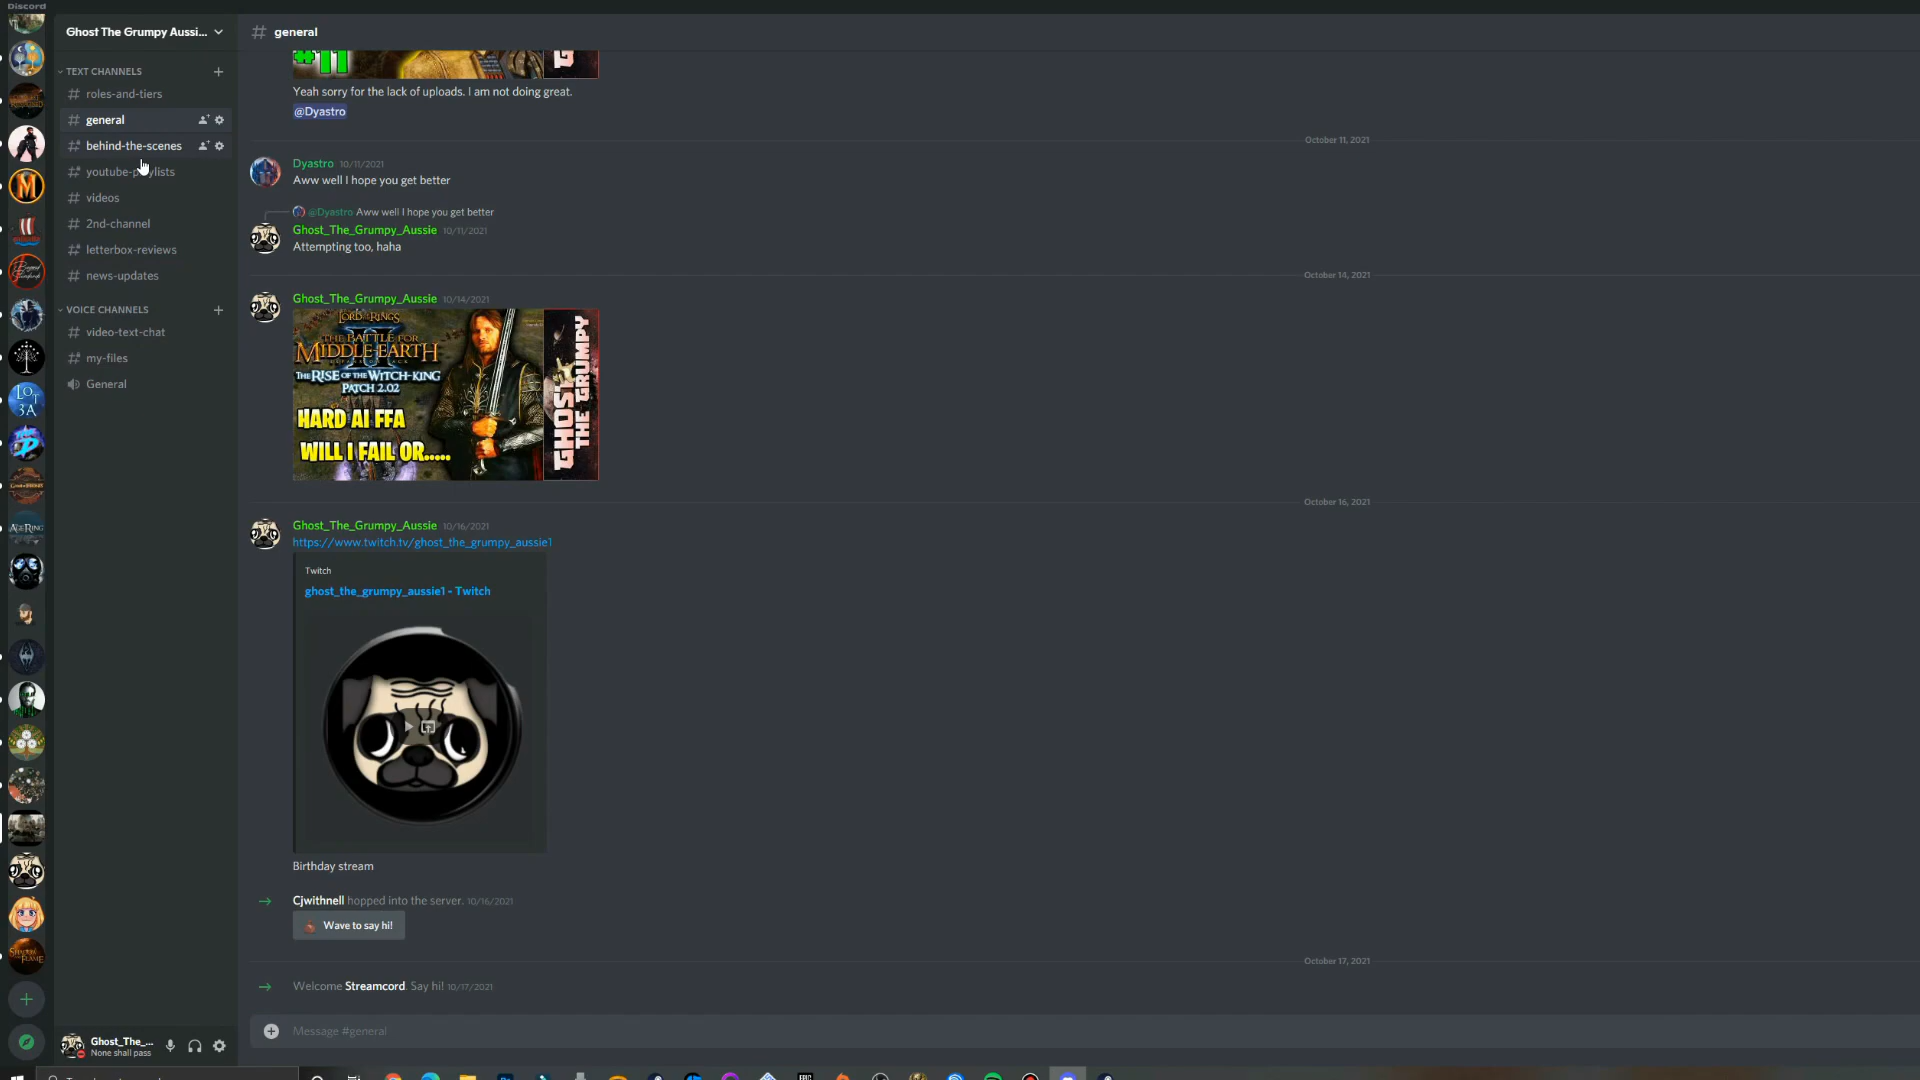 Discord
Ghost The Grumpy Aussi...
general
TEXT CHANNELS
roles-and-tiers
general
behind-the-scenes
videos
2nd-channel
letterbox-reviews
news-updates
VOICE CHANNELS
video-text-chat
my-files
General
#11
Yeah sorry for the lack of uploads. I am not doing great.
@Dyastro
October 11, 2021
Dyastro 10/11/2021
Aww well I hope you get better
@Dyastro Aww well I hope you get better
Ghost_The_Grumpy_Aussie 10/11/2021
Attempting too, haha
October 14, 2021
Ghost_The_Grumpy_Aussie 10/14/2021
LORD OF THE RINGS
THE BATTLE FOR
MIDDLE-EARTH
II
THE RISE OF THE WITCH-KING
PATCH 2.02
HARD AI FFA
WILL I FAIL OR.....
GHOST
THE GRUMPY
October 16, 2021
Ghost_The_Grumpy_Aussie 10/16/2021
https://www.twitch.tv/ghost_the_grumpy_aussie1
Twitch
ghost_the_grumpy_aussie1 - Twitch
Birthday stream
Cjwithnell hopped into the server. 10/16/2021
Wave to say hi!
October 17, 2021
Welcome Streamcord. Say hi! 10/17/2021
Message #general
Ghost_The_...
None shall pass
LOT
3A